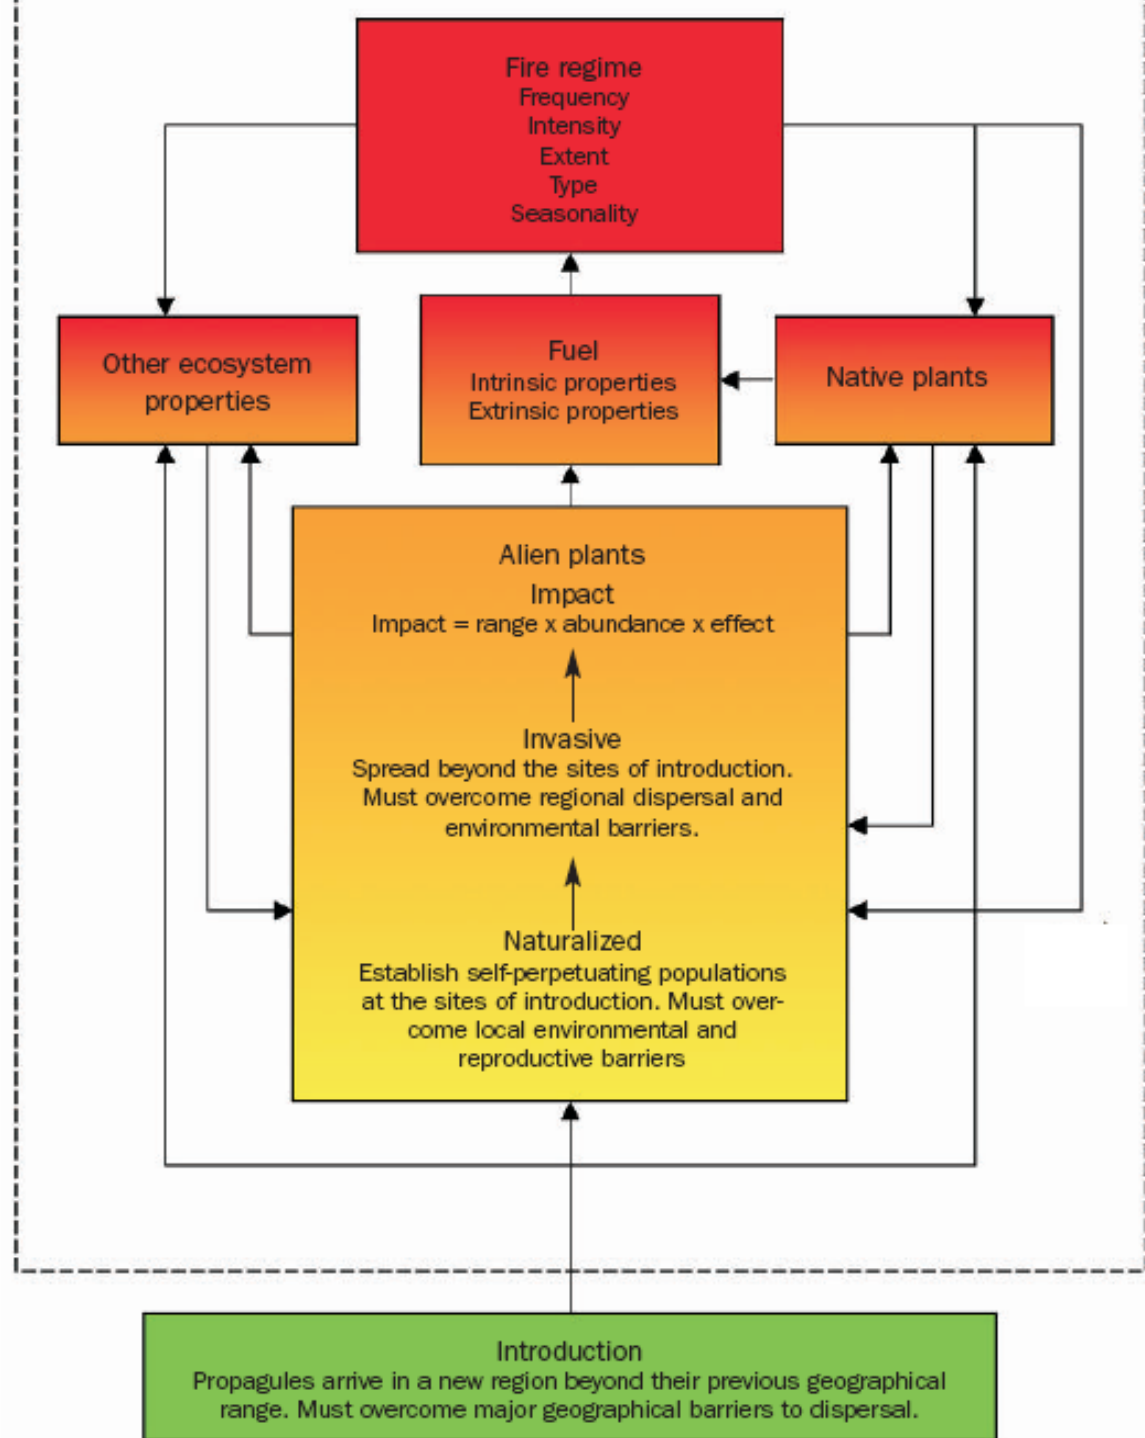 Fire regime
Frequency
Intensity
Extent
Type
Seasonality
Other ecosystem
properties
Fuel
Intrinsic properties
Extrinsic properties
Native plants
Alien plants
Impact
Impact = range x abundance x effect
Invasive
Spread beyond the sites of introduction.
Must overcome regional dispersal and
environmental barriers.
Naturalized
Establish self-perpetuating populations
at the sites of introduction. Must over-
come local environmental and
reproductive barriers
Introduction
Propagules arrive in a new region beyond their previous geographical
range. Must overcome major geographical barriers to dispersal.